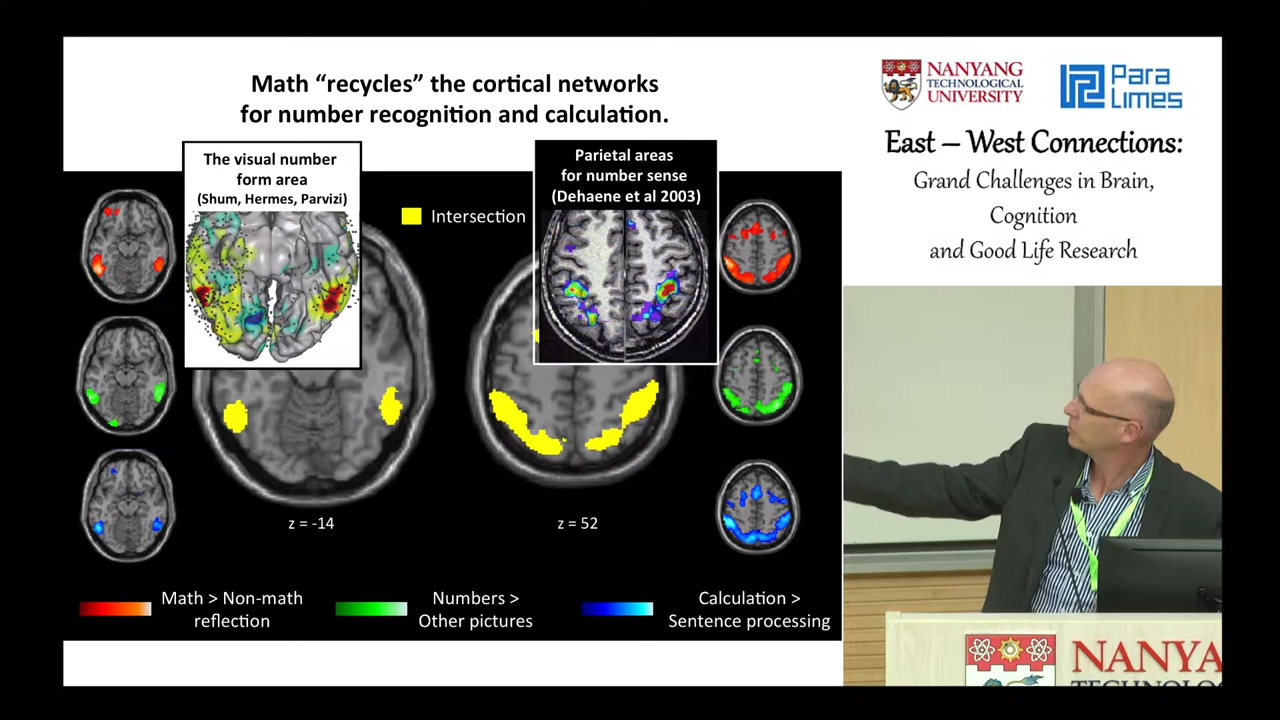 Math “recycles” the cortical networks
for number recognition and calculation.
The visual number
form area
(Shum, Hermes, Parvizi)
Intersection
Parietal areas
for number sense
(Dehaene et al 2003)
z = -14
z = 52
Math > Non-math
reflection
Numbers >
Other pictures
Calculation >
Sentence processing
NANYANG
TECHNOLOGICAL
UNIVERSITY
Para
Limes
East – West Connections:
Grand Challenges in Brain,
Cognition
and Good Life Research
NANYA
TECHNOLOG